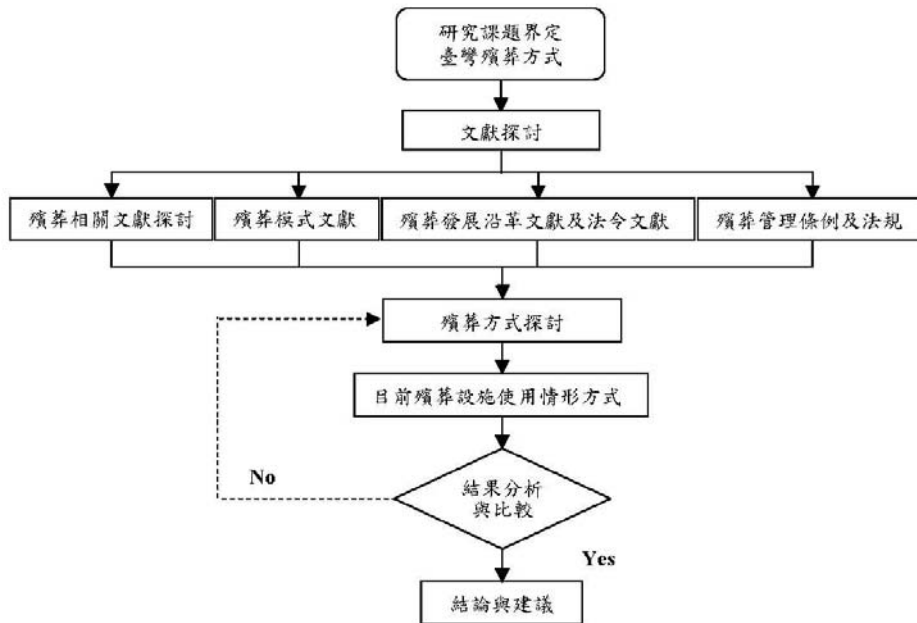 研究課題界定
臺灣殯葬方式
文獻探討
殯葬相關文獻探討
殯葬模式文獻
殯葬發展沿革文獻及法令文獻
殯葬管理條例及法規
殯葬方式探討
目前殯葬設施使用情形方式
No
結果分析
與比較
Yes
結論與建議